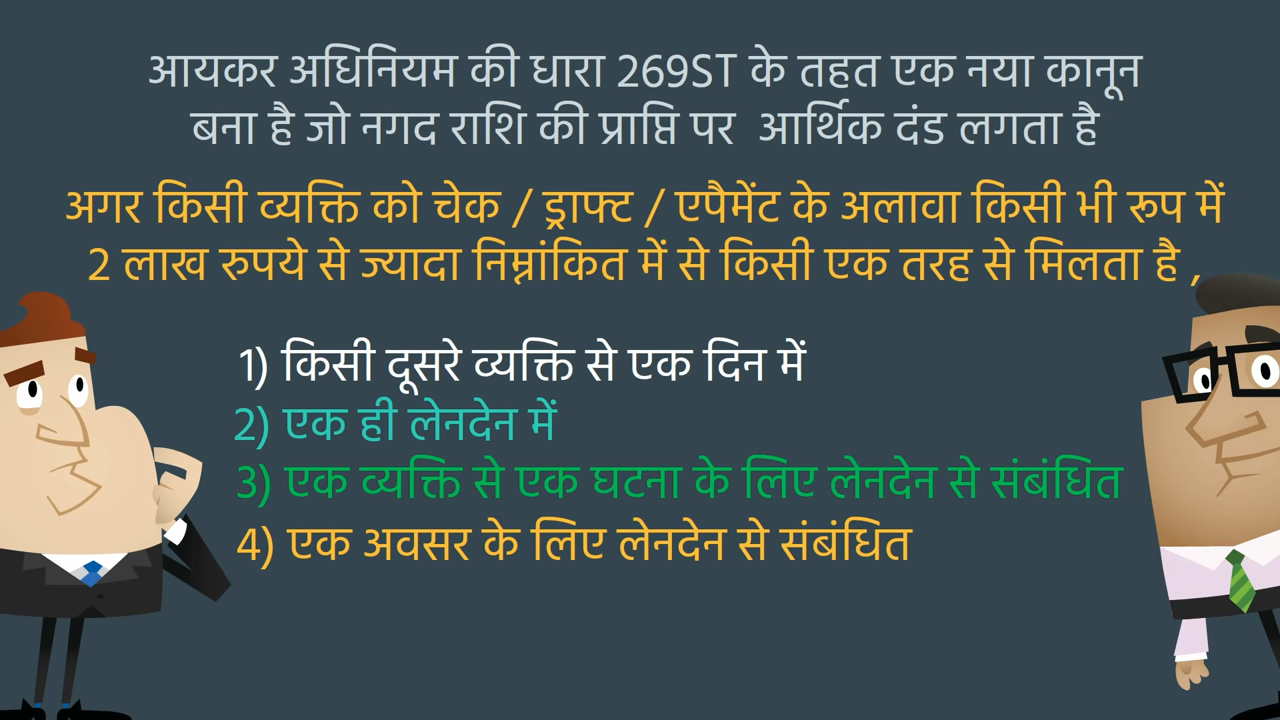 आयकर अधिनियम की धारा 269ST के तहत एक नया कानून
बना है जो नगद राशि की प्राप्ति पर आर्थिक दंड लगता है
अगर किसी व्यक्ति को चेक / ड्राफ्ट / एपैमेंट के अलावा किसी भी रूप में
2 लाख रुपये से ज्यादा निम्नांकित में से किसी एक तरह से मिलता है ,
1) किसी दूसरे व्यक्ति से एक दिन में
2) एक ही लेनदेन में
3) एक व्यक्ति से एक घटना के लिए लेनदेन से संबंधित
4) एक अवसर के लिए लेनदेन से संबंधित